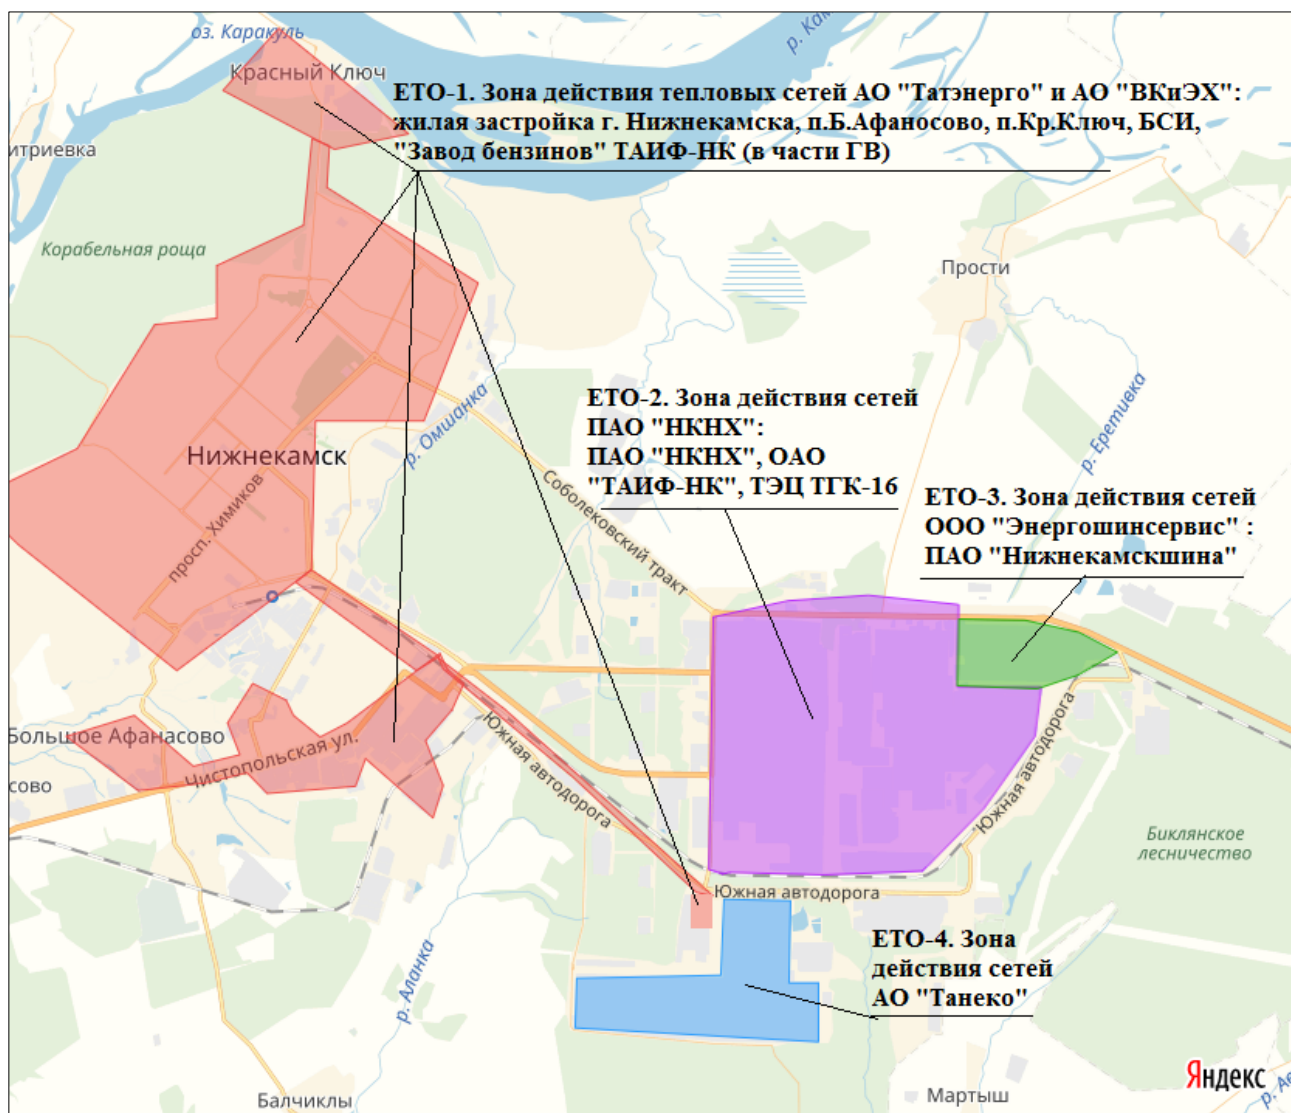 оз. Каракуль
р. Кам
Красный Ключ
ЕТО-1. Зона действия тепловых сетей АО "Татэнерго" и АО "ВКиЭХ":
жилая застройка г. Нижнекамска, п.Б.Афаносово, п.Кр.Ключ, БСИ,
"Завод бензинов" ТАИФ-НК (в части ГВ)
итриевка
Корабельная роща
Прости
р. Омшанка
р. Еретивка
ЕТО-2. Зона действия сетей
ПАО "НКНХ":
ПАО "НКНХ", ОАО
"ТАИФ-НК", ТЭЦ ТГК-16
Нижнекамск
просп. Химиков
Соболековский тракт
ЕТО-3. Зона действия сетей
ООО "Энергошинсервис" :
ПАО "Нижнекамскшина"
Большое Афанасово
Чистопольская ул.
Южная автодорога
Южная автодорога
сово
Биклянское
лесничество
Южная автодорога
р. Аланка
ЕТО-4. Зона
действия сетей
АО "Танеко"
Яндекс
Мартыш
Балчиклы
р. Ав